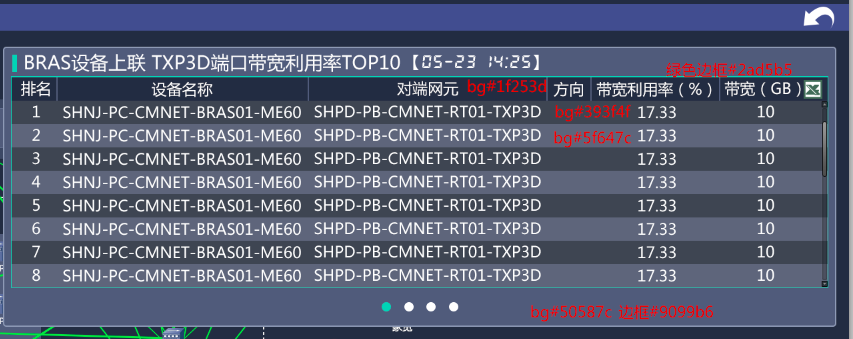 BRAS设备上联 TXP3D端口带宽利用率TOP10【05-23 14:25】
绿色边框#2ad5b5
排名 设备名称 对端网元 bg#1f253d 方向 带宽利用率（%） 带宽（GB）
1 SHNJ-PC-CMNET-BRAS01-ME60 SHPD-PB-CMNET-RT01-TXP3D bg#393f4f 17.33 10
2 SHNJ-PC-CMNET-BRAS01-ME60 SHPD-PB-CMNET-RT01-TXP3D bg#5f647c 17.33 10
3 SHNJ-PC-CMNET-BRAS01-ME60 SHPD-PB-CMNET-RT01-TXP3D 17.33 10
4 SHNJ-PC-CMNET-BRAS01-ME60 SHPD-PB-CMNET-RT01-TXP3D 17.33 10
5 SHNJ-PC-CMNET-BRAS01-ME60 SHPD-PB-CMNET-RT01-TXP3D 17.33 10
6 SHNJ-PC-CMNET-BRAS01-ME60 SHPD-PB-CMNET-RT01-TXP3D 17.33 10
7 SHNJ-PC-CMNET-BRAS01-ME60 SHPD-PB-CMNET-RT01-TXP3D 17.33 10
8 SHNJ-PC-CMNET-BRAS01-ME60 SHPD-PB-CMNET-RT01-TXP3D 17.33 10
bg#50587c 边框#9099b6